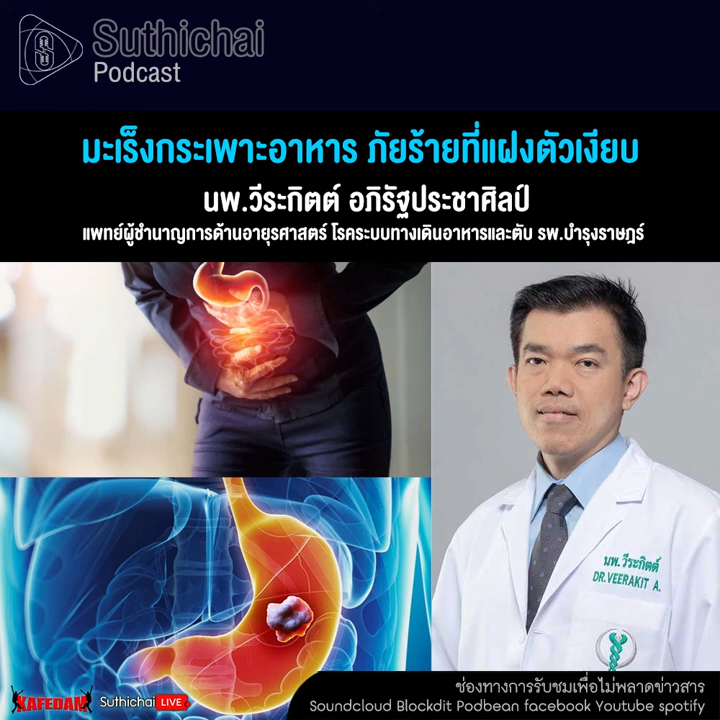 Suthichai
Podcast
มะเร็งกระเพาะอาหาร ภัยร้ายที่แฝงตัวเงียบ
นพ.วีระกิตต์ อภิรัฐประชาศิลป์
แพทย์ผู้ชำนาญการด้านอายุรศาสตร์ โรคระบบทางเดินอาหารและตับ รพ.บำรุงราษฎร์
นพ.วีระกิตต์
DR.VEERAKIT A.
KAFEDAM
Suthichai LIVE
ช่องทางการรับชมเพื่อไม่พลาดข่าวสาร
Soundcloud Blockdit Podbean facebook Youtube spotify